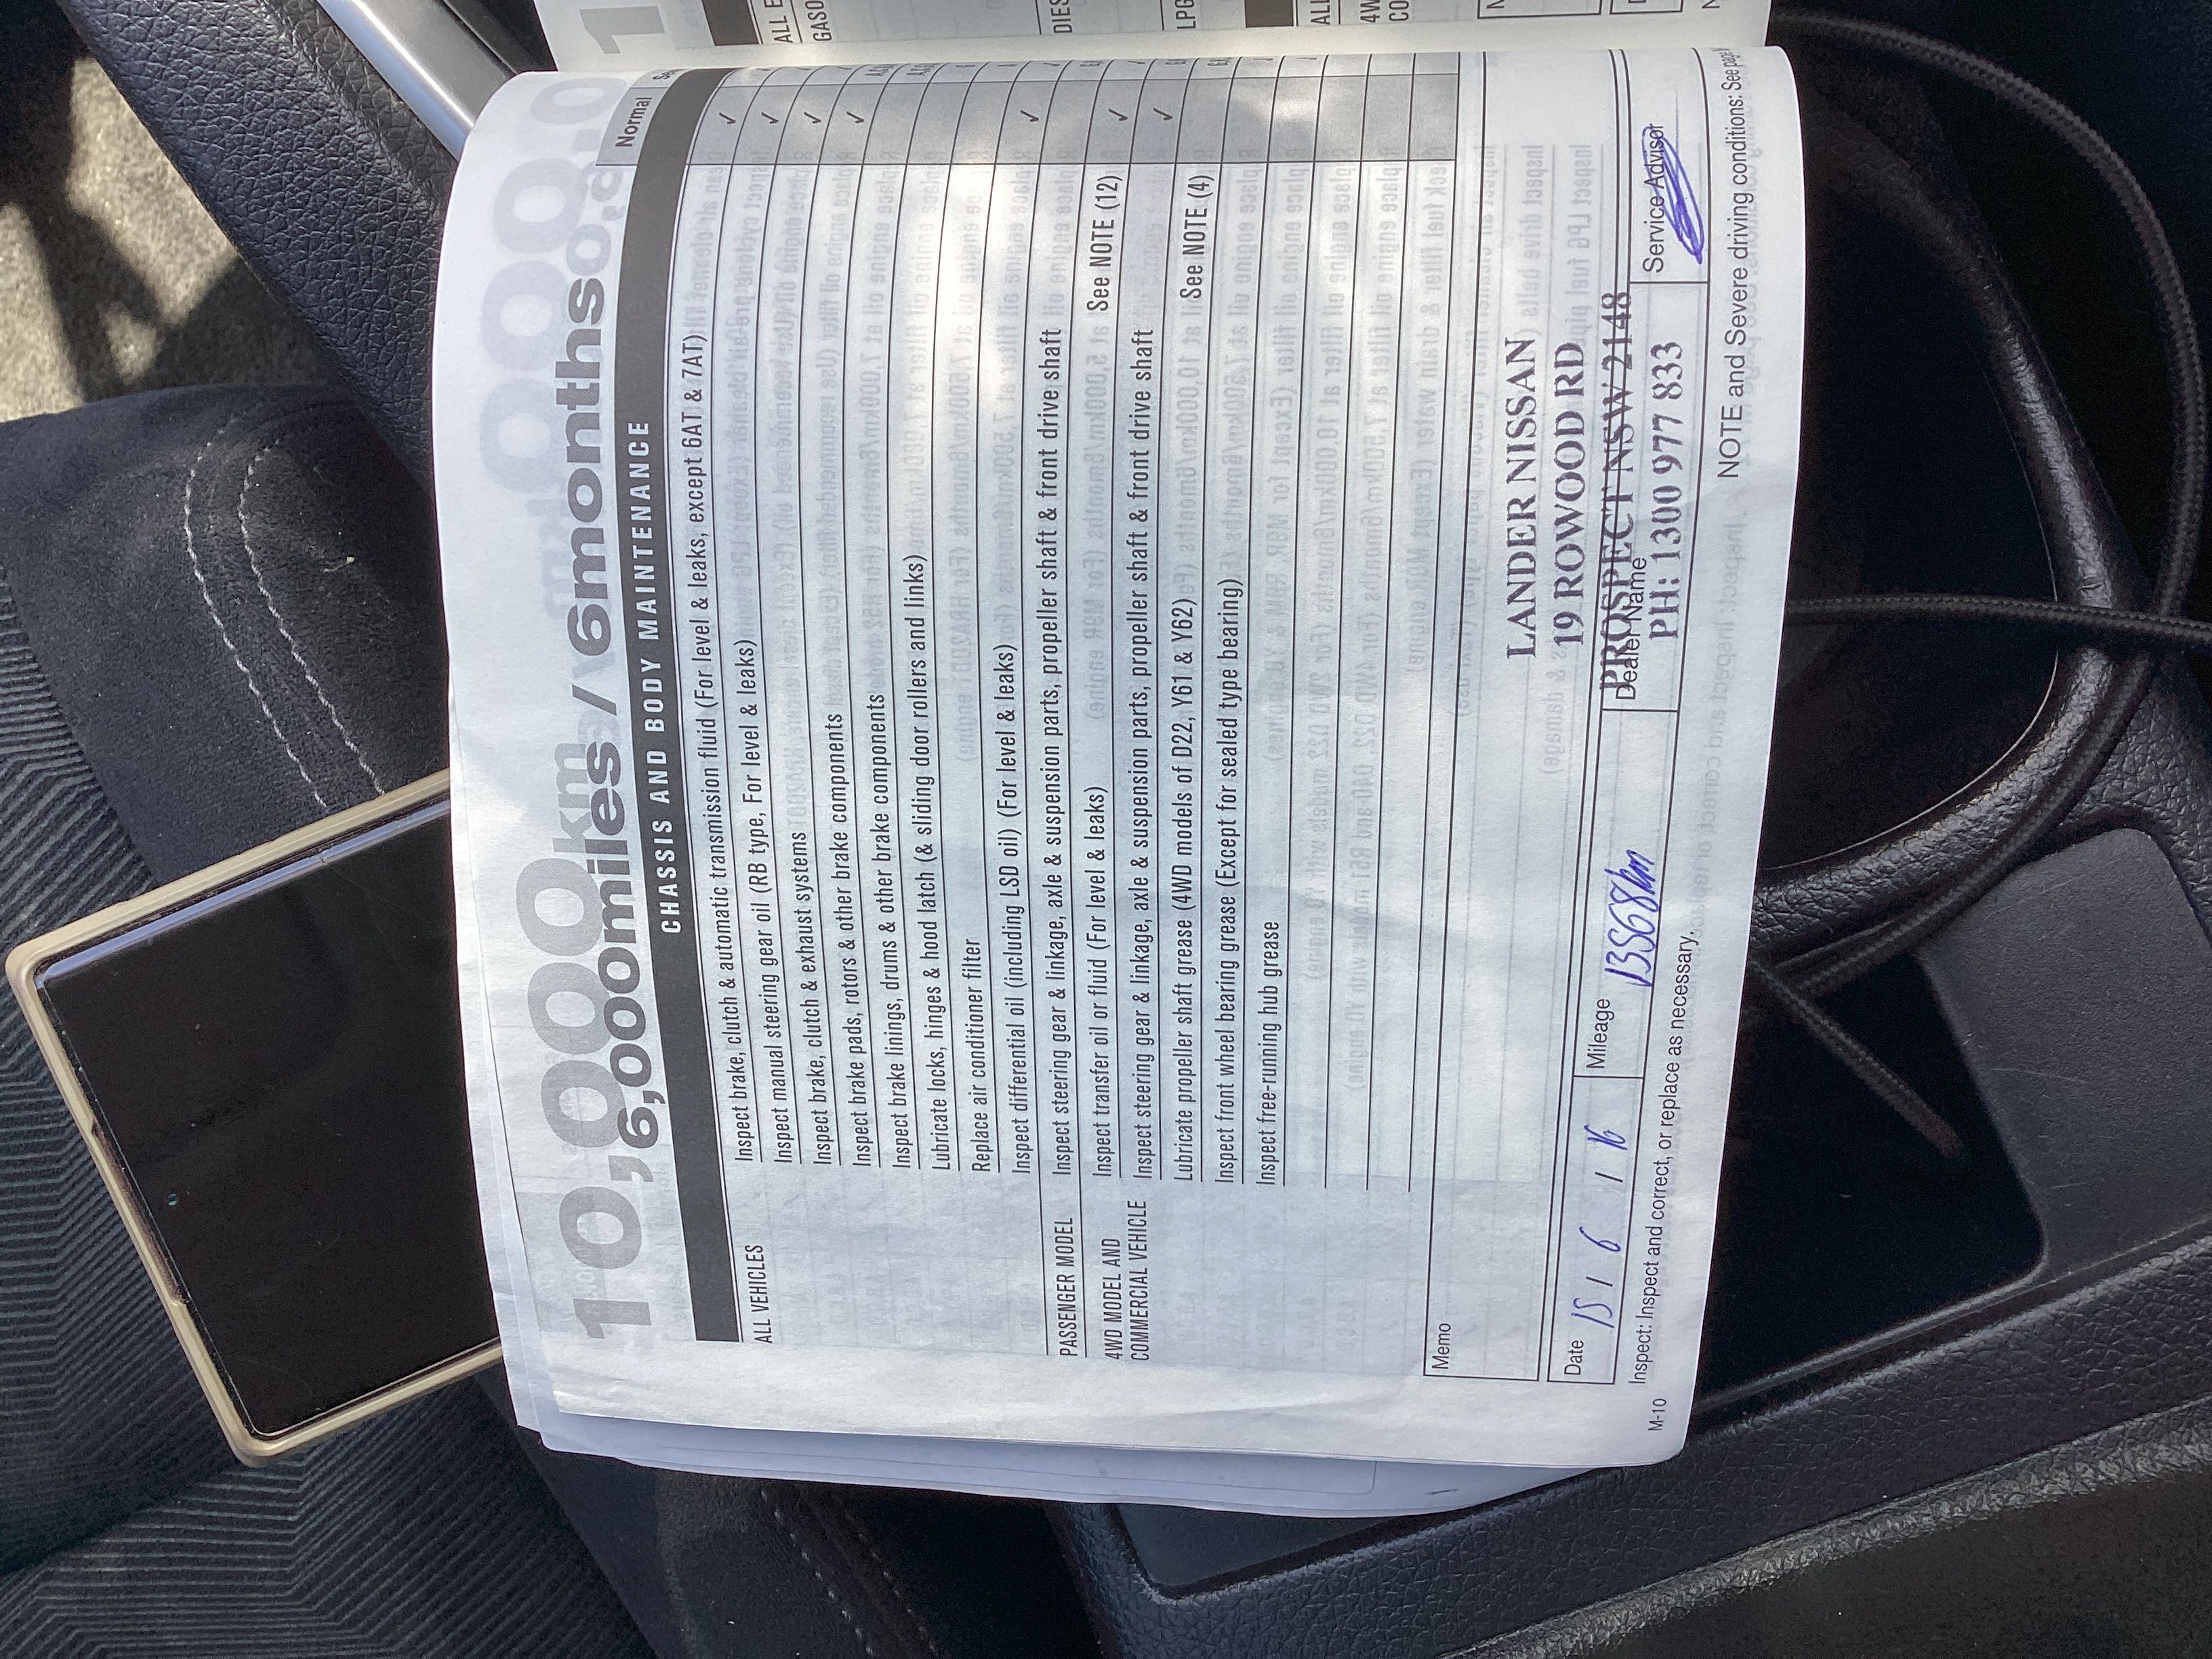 10,000km
6,000miles / 6months
Normal
CHASSIS AND BODY MAINTENANCE
ALL VEHICLES
Inspect brake, clutch & automatic transmission fluid (For level & leaks, except 6AT & 7AT) ✓
Inspect manual steering gear oil (RB type, For level & leaks) ✓
Inspect brake, clutch & exhaust systems ✓
Inspect brake pads, rotors & other brake components ✓
Inspect brake linings, drums & other brake components
Lubricate locks, hinges & hood latch (& sliding door rollers and links)
Replace air conditioner filter
Inspect differential oil (including LSD oil) (For level & leaks)
PASSENGER MODEL Inspect steering gear & linkage, axle & suspension parts, propeller shaft & front drive shaft
4WD MODEL AND COMMERCIAL VEHICLE
Inspect transfer oil or fluid (For level & leaks) See NOTE (12)
Inspect steering gear & linkage, axle & suspension parts, propeller shaft & front drive shaft
Lubricate propeller shaft grease (4WD models of D22, Y61 & Y62) See NOTE (4)
Inspect front wheel bearing grease (Except for sealed type bearing)
Inspect free-running hub grease
Memo
LANDER NISSAN
19 ROWOOD RD
PROSPECT NSW 2148
PH: 1300 977 833
Date 15 / 6 / 16
Mileage 13568km
Dealer Name
Service Advisor
Inspect: Inspect and correct, or replace as necessary.
NOTE and Severe driving conditions: See page
M-10
ALL
GASO
DIES
LPG
ALL
4W
CO